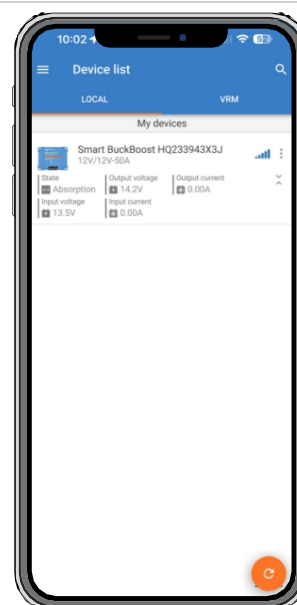 10:02
52
Device list
LOCAL VRM
My devices
Smart BuckBoost HQ233943X3J
12V/12V-50A
State Output voltage Output current
Absorption 14.2V 0.00A
Input voltage Input current
13.5V 0.00A